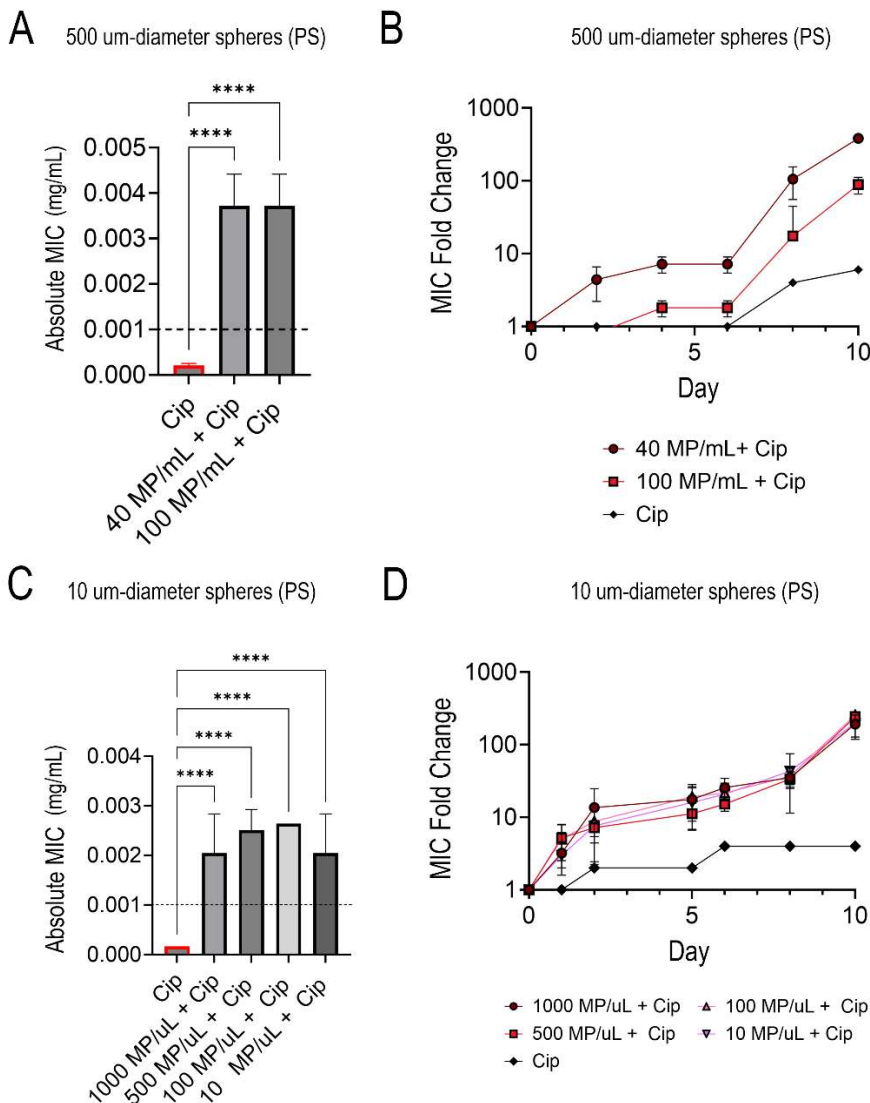 A
500 um-diameter spheres (PS)
Absolute MIC (mg/mL)
0.005
0.004
0.003
0.001
0.000
****
****
Cip
40 MP/mL + Cip
100 MP/mL + Cip
B
500 um-diameter spheres (PS)
MIC Fold Change
1000
100
10
1
0 5 10
Day
40 MP/mL+ Cip
100 MP/mL + Cip
Cip
C
10 um-diameter spheres (PS)
Absolute MIC (mg/mL)
0.004
0.003
0.002
0.001
0.000
****
****
****
****
Cip
1000 MP/uL + Cip
500 MP/uL + Cip
100 MP/uL + Cip
10 MP/uL + Cip
D
10 um-diameter spheres (PS)
MIC Fold Change
1000
100
10
1
0 5 10
Day
1000 MP/uL + Cip
100 MP/uL + Cip
500 MP/uL + Cip
10 MP/uL + Cip
Cip